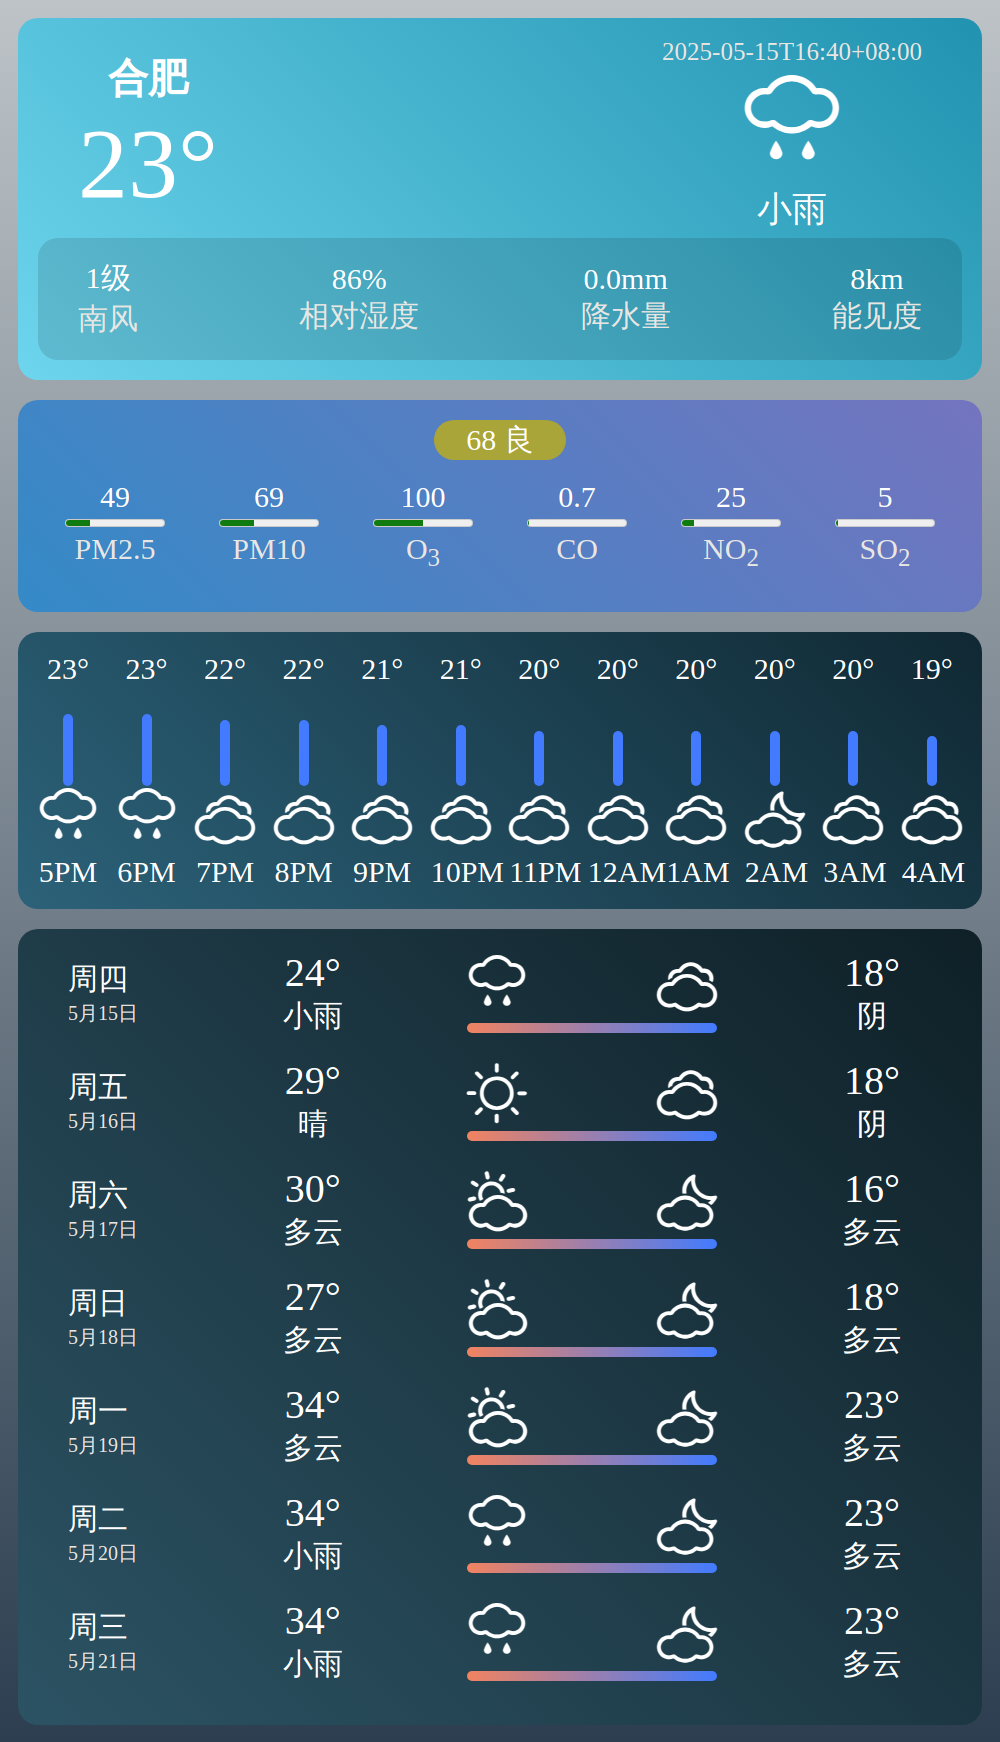 合肥
2025-05-15T16:40+08:00
23°
小雨
1级 86% 0.0mm 8km
南风 相对湿度 降水量 能见度
68 良
49 69 100 0.7 25 5
PM2.5 PM10 O3 CO NO2 SO2
23° 23° 22° 22° 21° 21° 20° 20° 20° 20° 20° 19°
5PM 6PM 7PM 8PM 9PM 10PM 11PM 12AM 1AM 2AM 3AM 4AM
周四 24° 18°
5月15日 小雨 阴
周五 29° 18°
5月16日 晴 阴
周六 30° 16°
5月17日 多云 多云
周日 27° 18°
5月18日 多云 多云
周一 34° 23°
5月19日 多云 多云
周二 34° 23°
5月20日 小雨 多云
周三 34° 23°
5月21日 小雨 多云